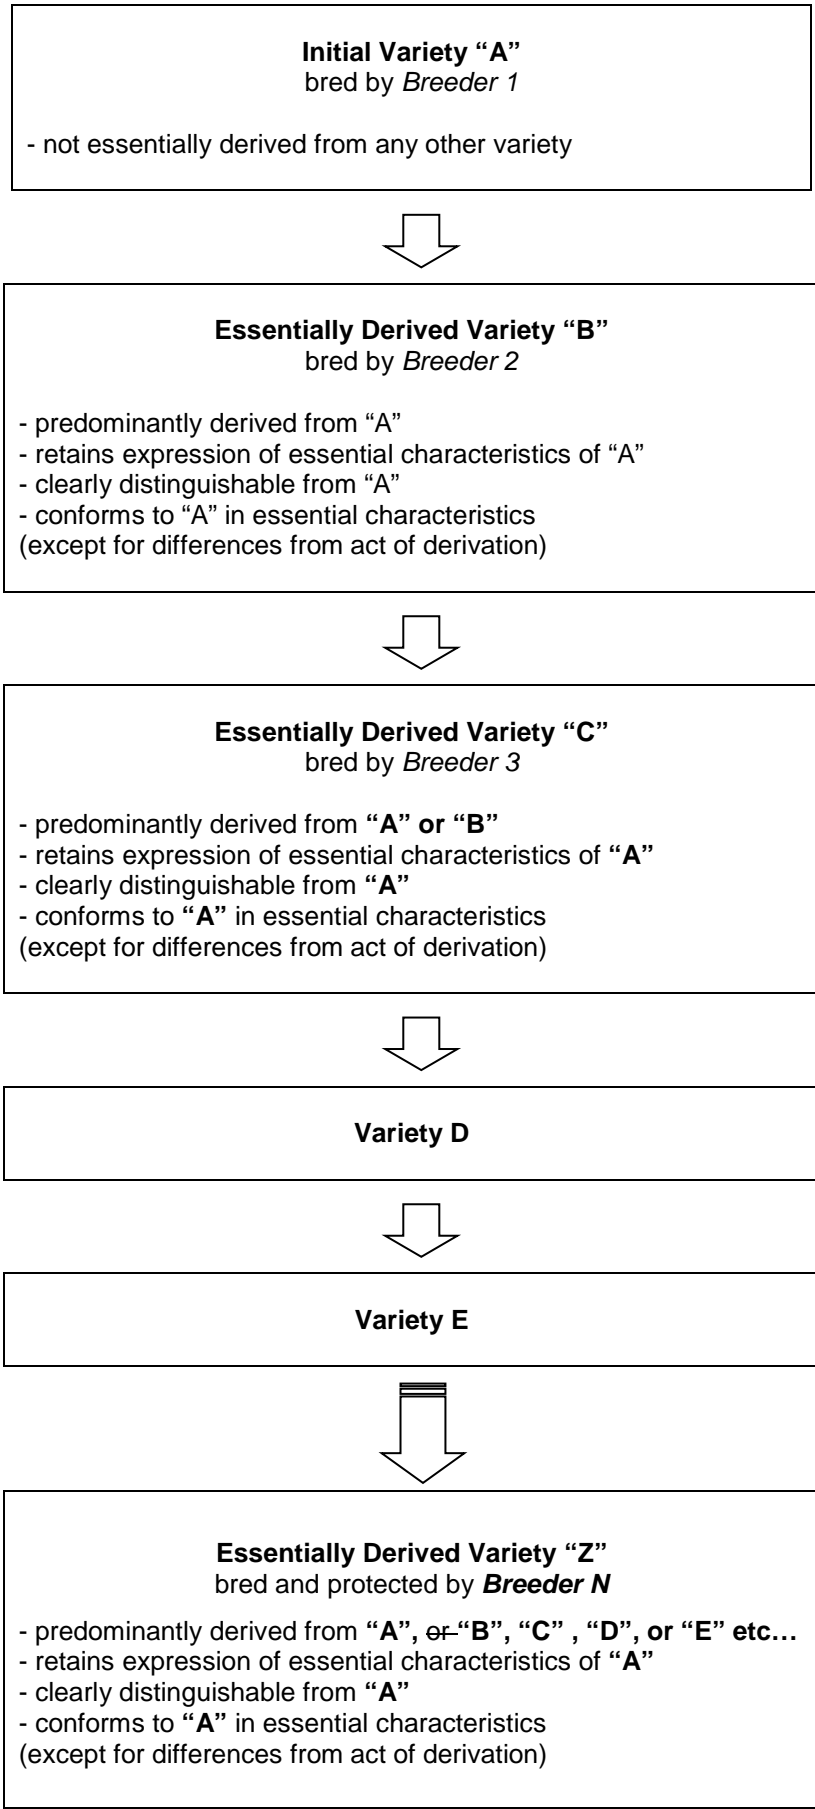 Initial Variety “A”
bred by Breeder 1
- not essentially derived from any other variety
Essentially Derived Variety “B”
bred by Breeder 2
- predominantly derived from “A”
- retains expression of essential characteristics of “A”
- clearly distinguishable from “A”
- conforms to “A” in essential characteristics
(except for differences from act of derivation)
Essentially Derived Variety “C”
bred by Breeder 3
- predominantly derived from “A” or “B”
- retains expression of essential characteristics of “A”
- clearly distinguishable from “A”
- conforms to “A” in essential characteristics
(except for differences from act of derivation)
Variety D
Variety E
Essentially Derived Variety “Z”
bred and protected by Breeder N
- predominantly derived from “A”, or “B”, “C” , “D”, or “E” etc…
- retains expression of essential characteristics of “A”
- clearly distinguishable from “A”
- conforms to “A” in essential characteristics
(except for differences from act of derivation)